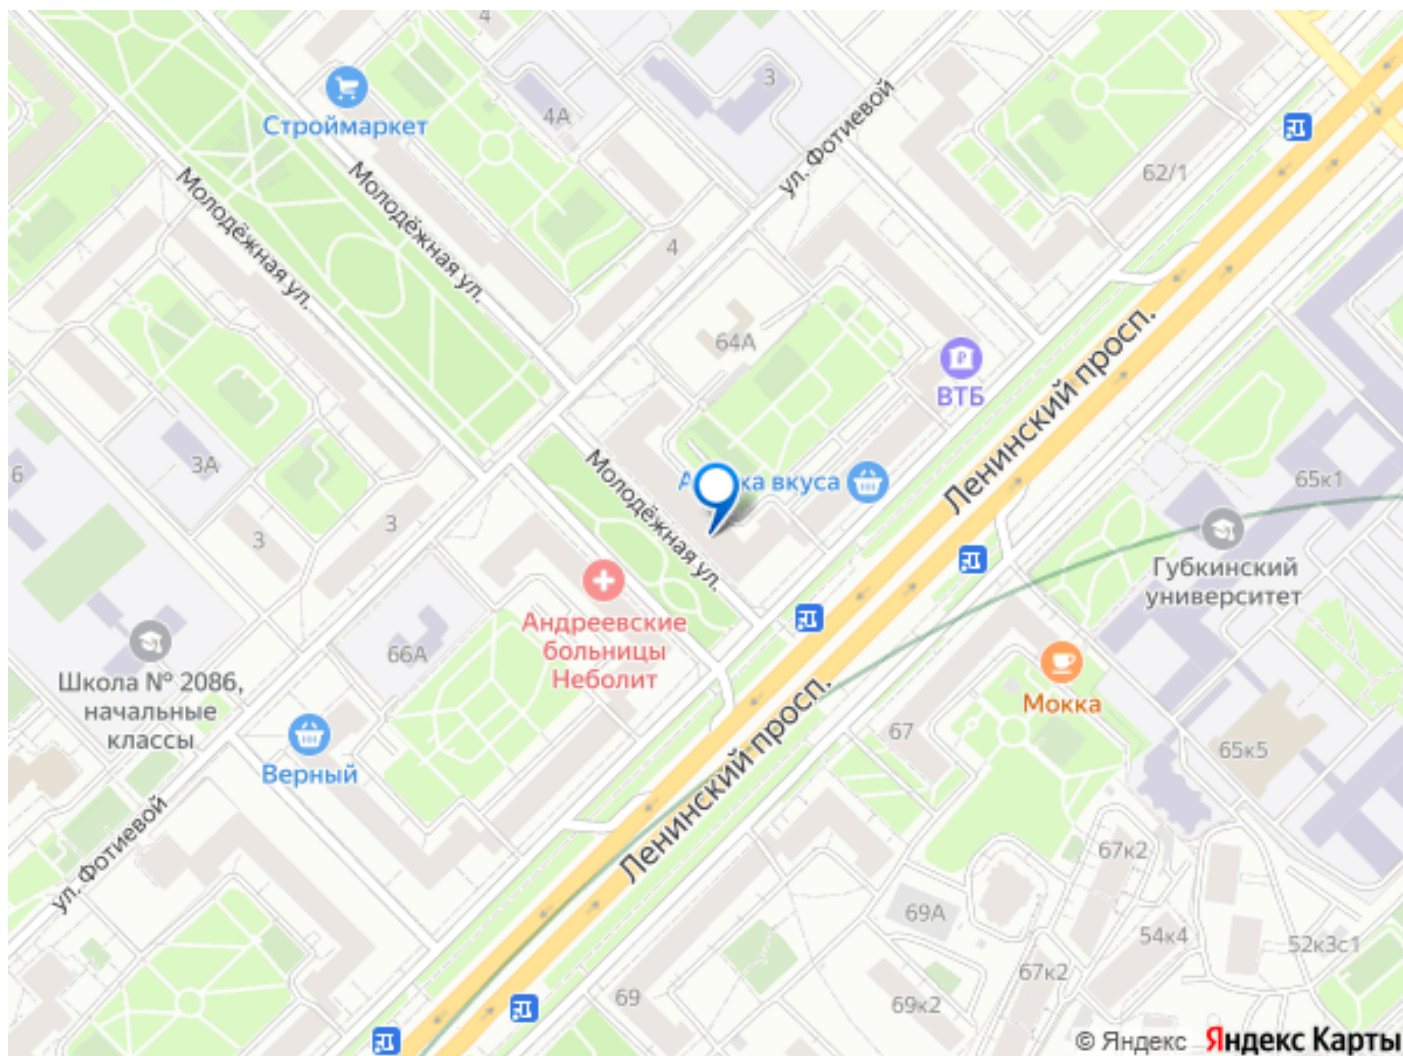 4
3
Строймаркет
4А
ул. Фотиевой
62/1
Молодёжная ул.
Молодёжная ул.
4
64А
ВТБ
Ленинский просп.
3А
6
Молодёжная ул.
вкуса
65к1
3
3
Губкинский
университет
Андреевские
больницы
Неболит
66А
Школа № 2086,
начальные
классы
Мокка
67
65к5
Верный
Ленинский просп.
ул. Фотиевой
67к2
69А
54к4
52к3с1
67к2
69
69к2
© Яндекс Яндекс Карты